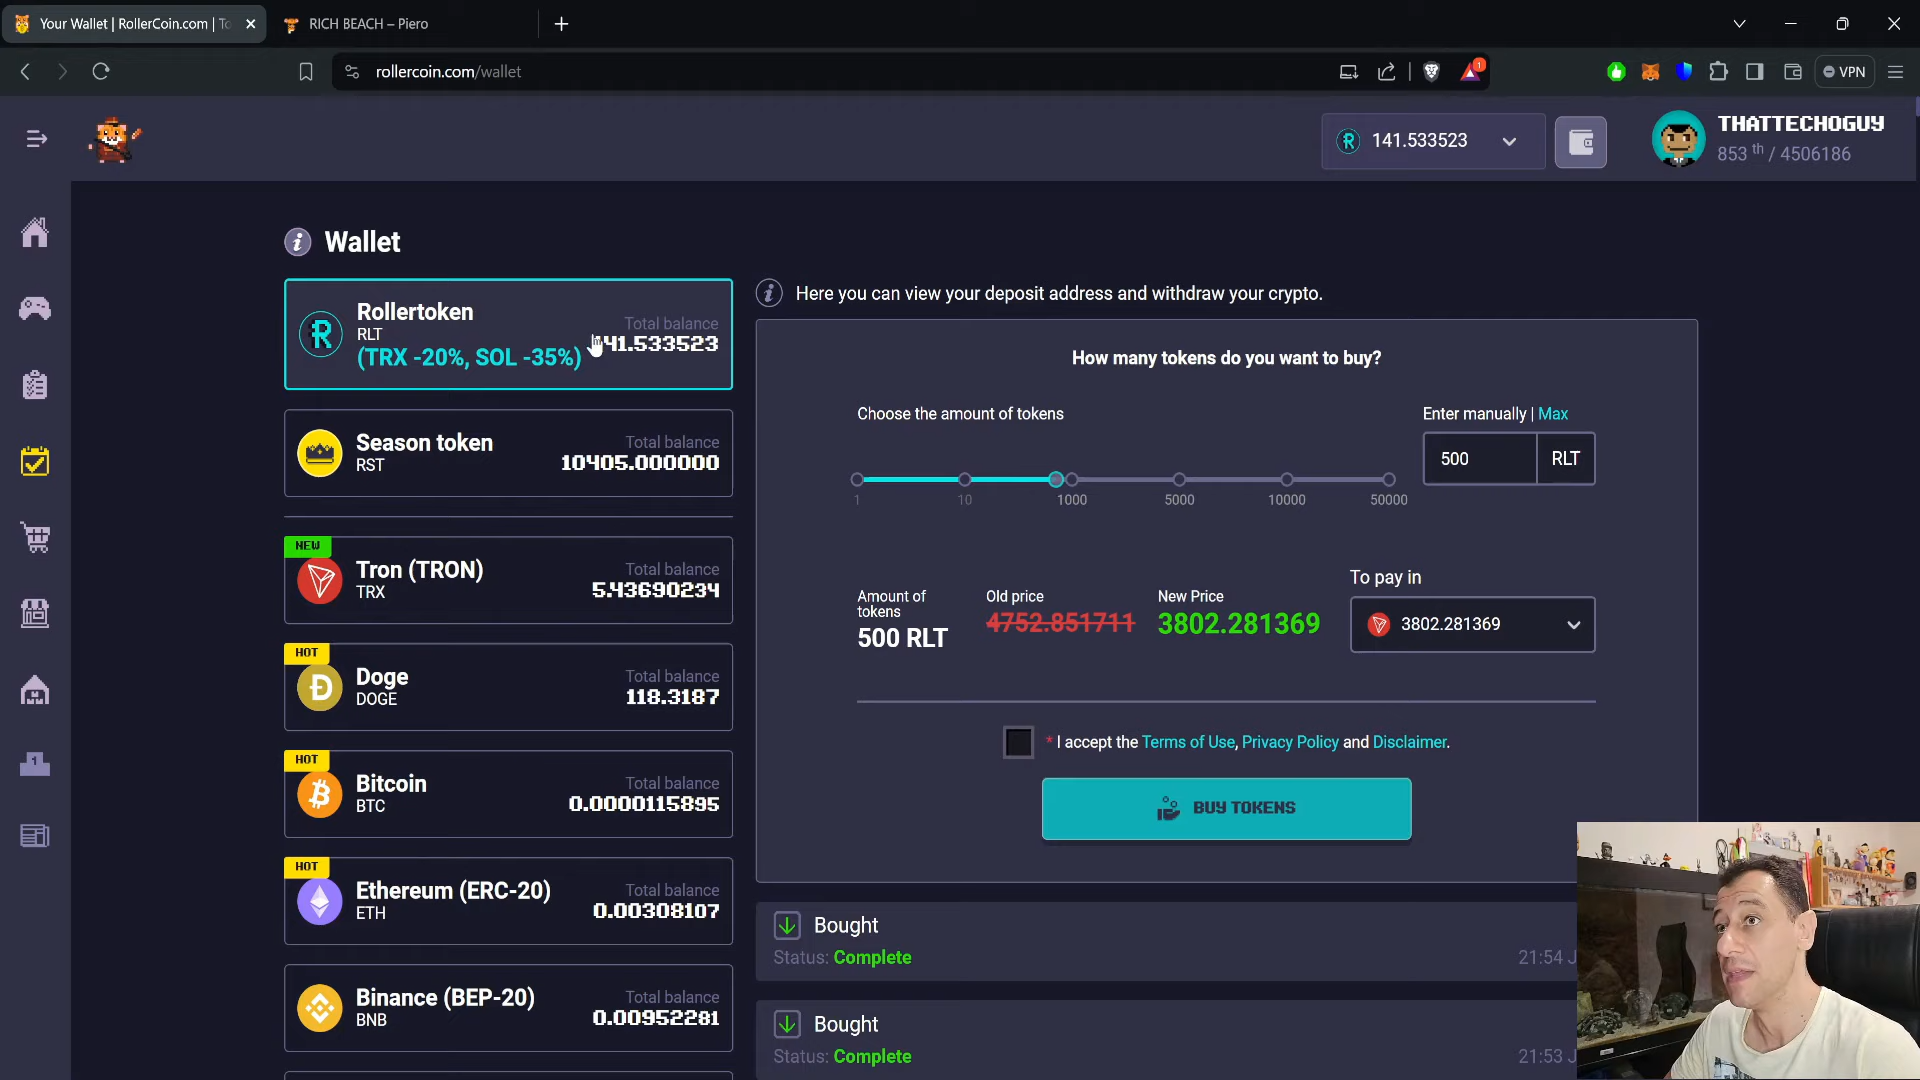 Your Wallet | RollerCoin.com | To
RICH BEACH – Piero
rollercoin.com/wallet
1
VPN
141.533523
THATTECHOGUY
853 th / 4506186
Wallet
Rollertoken
RLT
(TRX -20%, SOL -35%)
Total balance
41.533523
Season token
RST
Total balance
10405.000000
NEW
Tron (TRON)
TRX
Total balance
5.43690234
HOT
Doge
DOGE
Total balance
118.3187
HOT
Bitcoin
BTC
Total balance
0.0000115895
HOT
Ethereum (ERC-20)
ETH
Total balance
0.00308107
Binance (BEP-20)
BNB
Total balance
0.00952281
Here you can view your deposit address and withdraw your crypto.
How many tokens do you want to buy?
Choose the amount of tokens
Enter manually | Max
500 RLT
1 10 1000 5000 10000 50000
Amount of
tokens
500 RLT
Old price
4752.851711
New Price
3802.281369
To pay in
3802.281369
* I accept the Terms of Use, Privacy Policy and Disclaimer.
BUY TOKENS
Bought
Status: Complete
21:54 J
Bought
Status: Complete
21:53 J
1